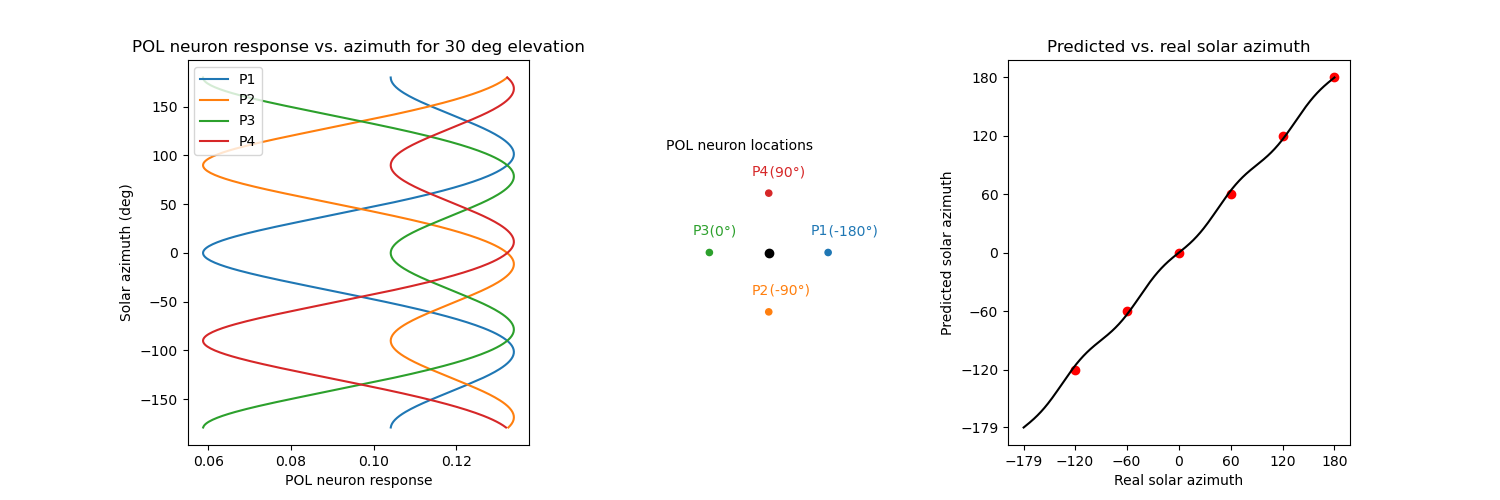 POL neuron response vs. azimuth for 30 deg elevation
P1
P2
P3
P4
150
100
50
0
−50
−100
−150
Solar azimuth (deg)
0.06 0.08 0.10 0.12
POL neuron response
POL neuron locations
P4(90°)
P3(0°) P1(-180°)
P2(-90°)
Predicted vs. real solar azimuth
180
120
60
0
−60
−120
−179
Predicted solar azimuth
−179 −120 −60 0 60 120 180
Real solar azimuth